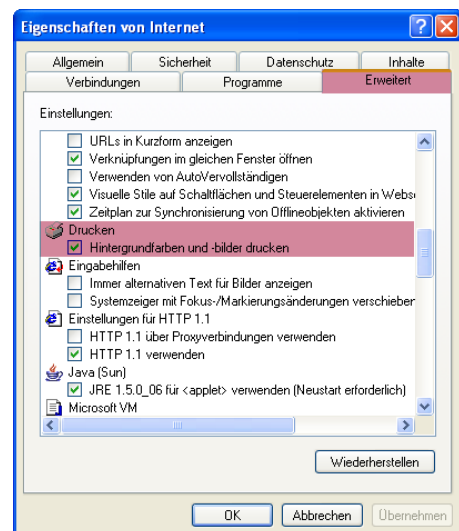 Eigenschaften von Internet
Allgemein Sicherheit Datenschutz Inhalte
Verbindungen Programme Erweitert
Einstellungen:
URLs in Kurzform anzeigen
Verknüpfungen im gleichen Fenster öffnen
Verwenden von AutoVervollständigen
Visuelle Stile auf Schaltflächen und Steuerelementen in Webse
Zeitplan zur Synchronisierung von Offlineobjekten aktivieren
Drucken
Hintergrundfarben und -bilder drucken
Eingabehilfen
Immer alternativen Text für Bilder anzeigen
Systemzeiger mit Fokus-/Markierungsänderungen verschieben
Einstellungen für HTTP 1.1
HTTP 1.1 über Proxyverbindungen verwenden
HTTP 1.1 verwenden
Java (Sun)
JRE 1.5.0_06 für <applet> verwenden (Neustart erforderlich)
Microsoft VM
Wiederherstellen
OK Abbrechen Übernehmen